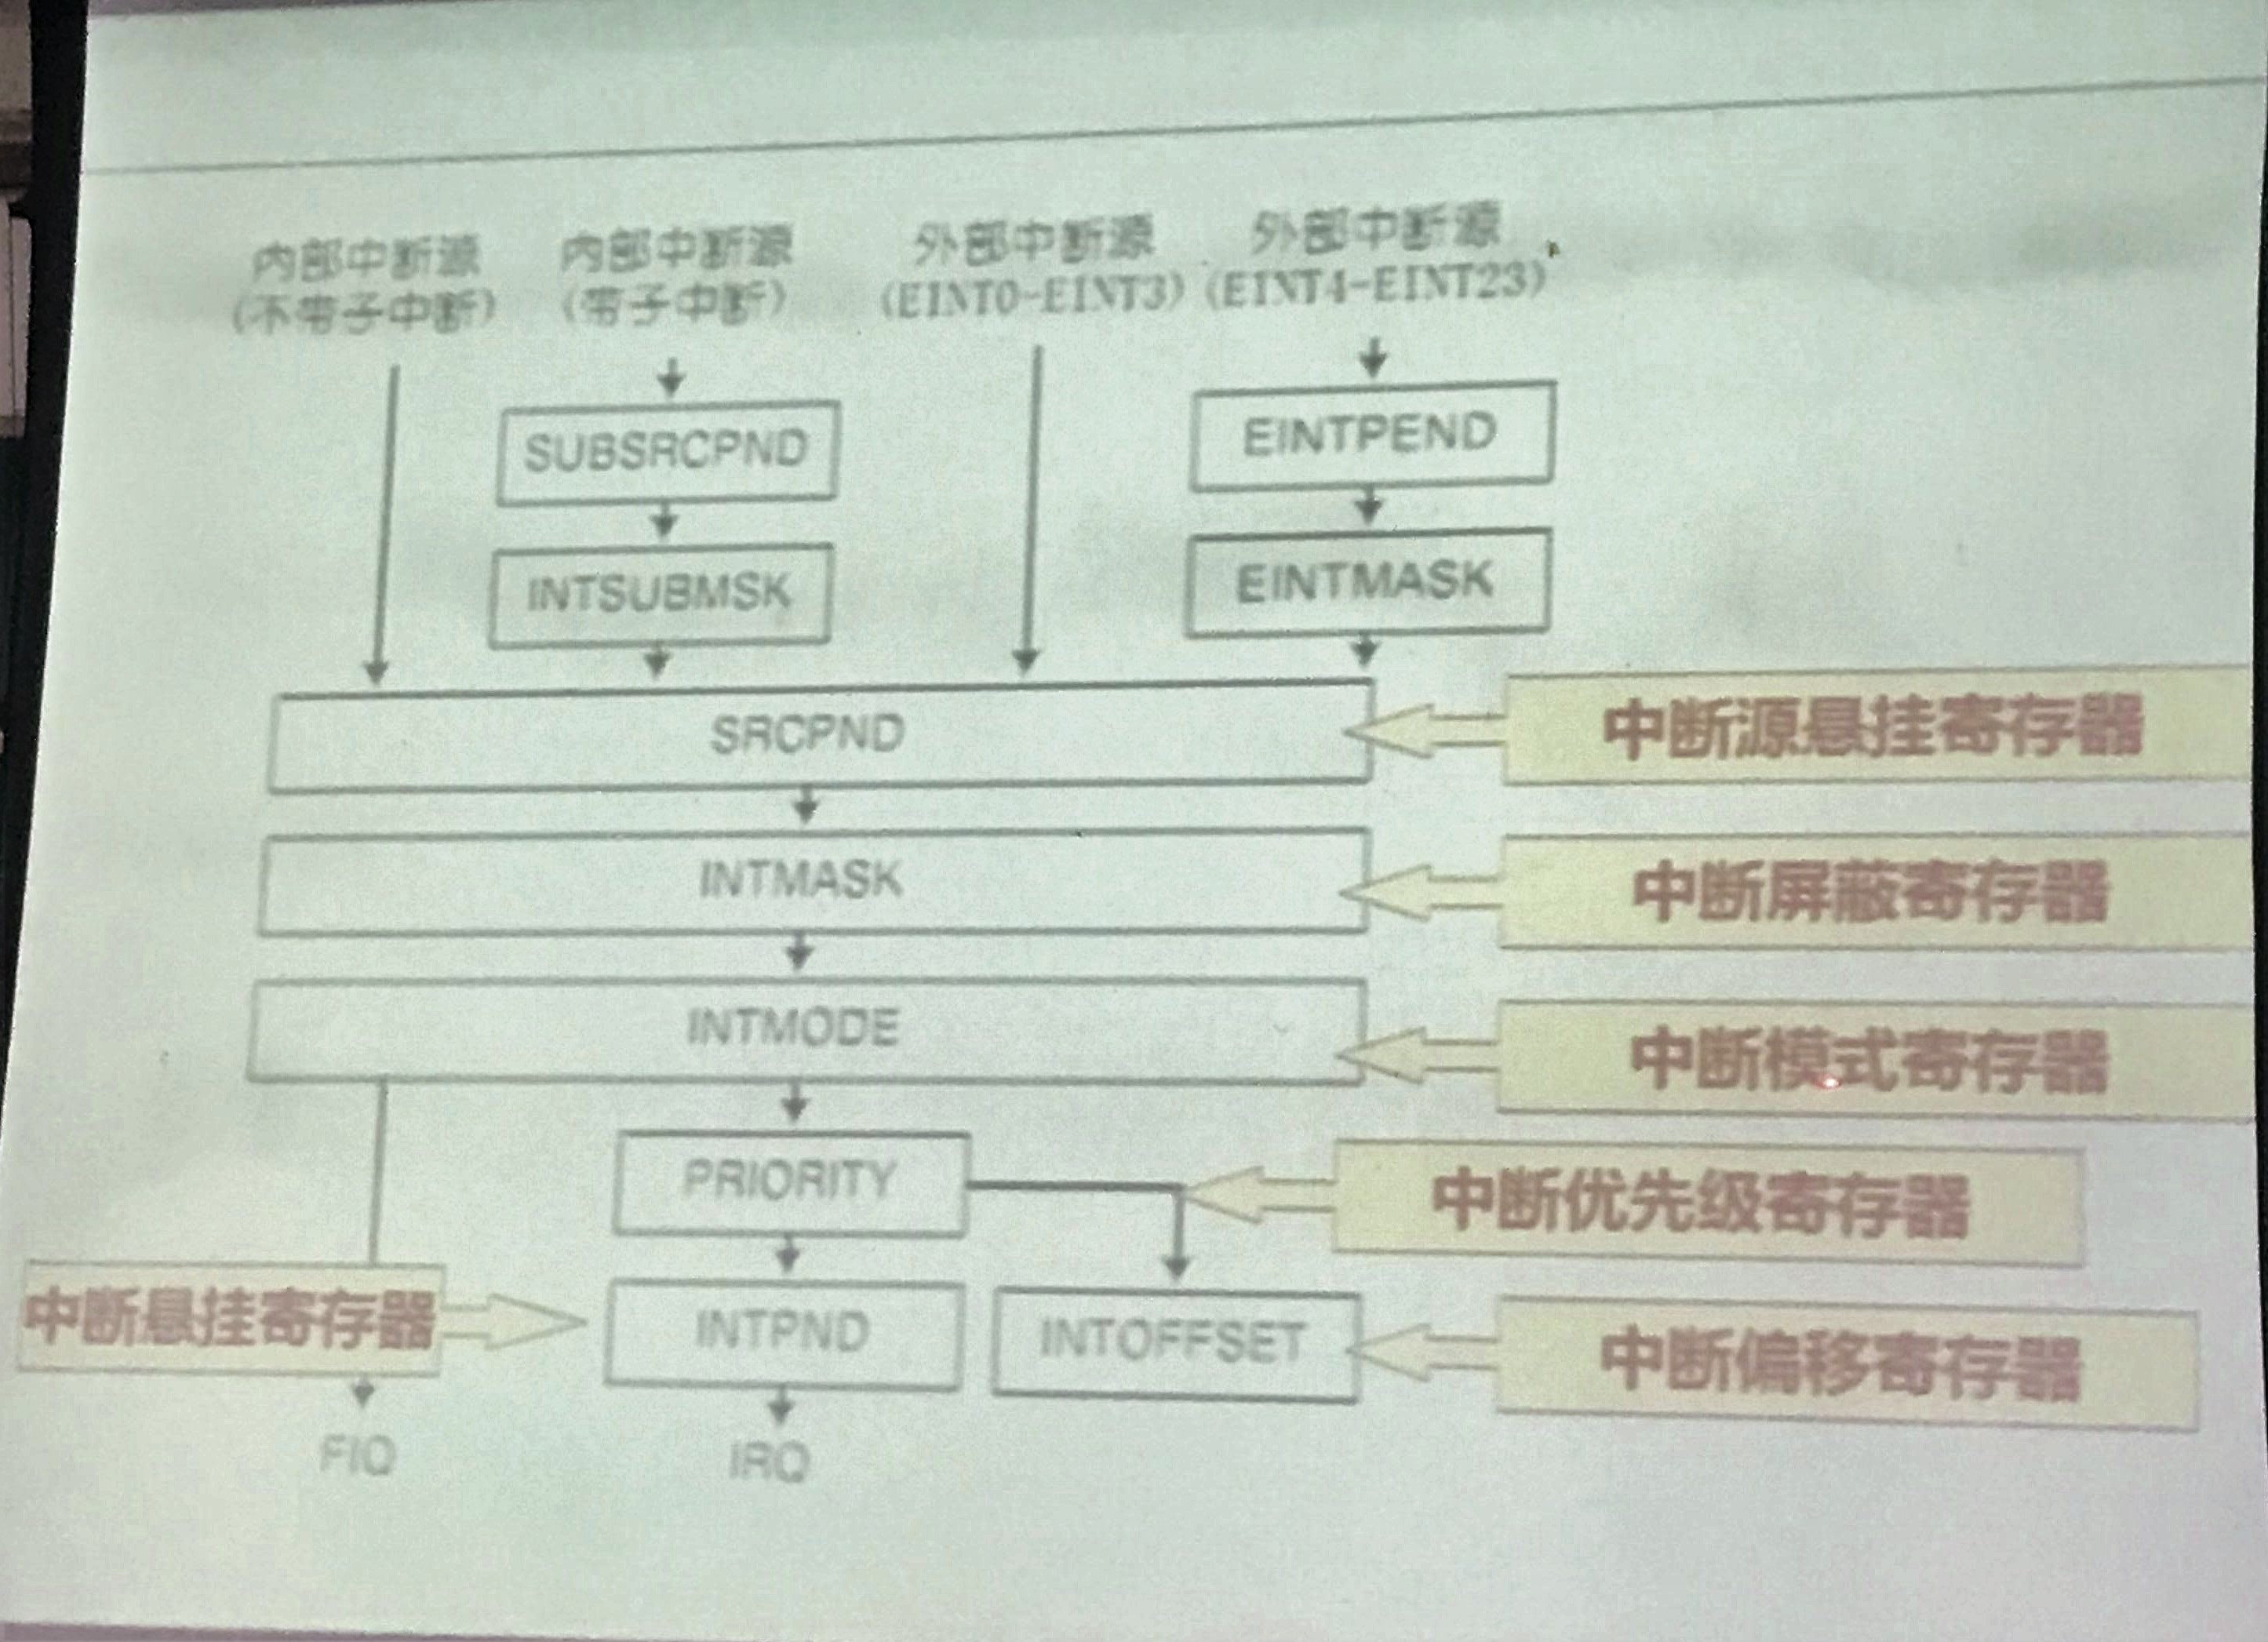 内部中断源
(不带子中断)
内部中断源
(带子中断)
外部中断源
(EINT0-EINT3)
外部中断源
(EINT4-EINT23)
SUBSRCPND
EINTPEND
INTSUBMSK
EINTMASK
SRCPND
中断源悬挂寄存器
INTMASK
中断屏蔽寄存器
INTMODE
中断模式寄存器
PRIORITY
中断优先级寄存器
中断悬挂寄存器
INTPND
INTOFFSET
中断偏移寄存器
FIQ
IRQ